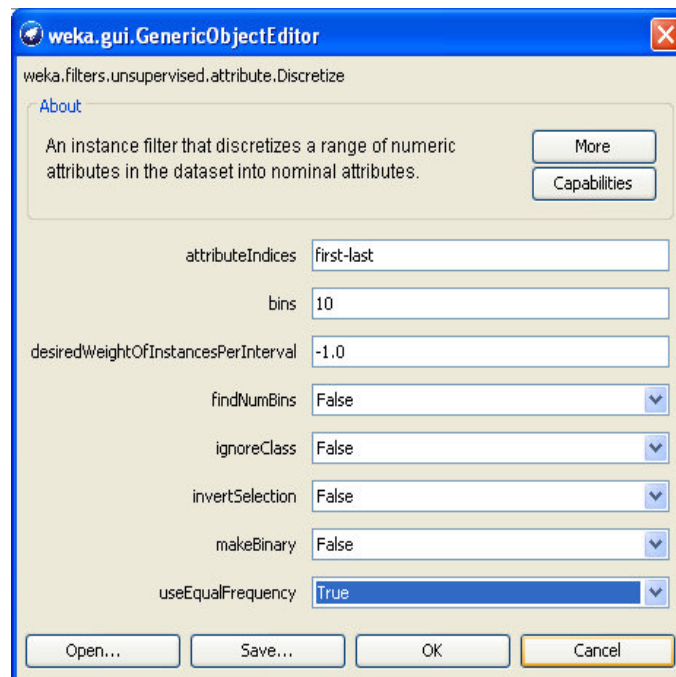 weka.gui.GenericObjectEditor
weka.filters.unsupervised.attribute.Discretize
About
An instance filter that discretizes a range of numeric
attributes in the dataset into nominal attributes.
More
Capabilities
attributeIndices first-last
bins 10
desiredWeightOfInstancesPerInterval -1.0
findNumBins False
ignoreClass False
invertSelection False
makeBinary False
useEqualFrequency True
Open... Save... OK Cancel